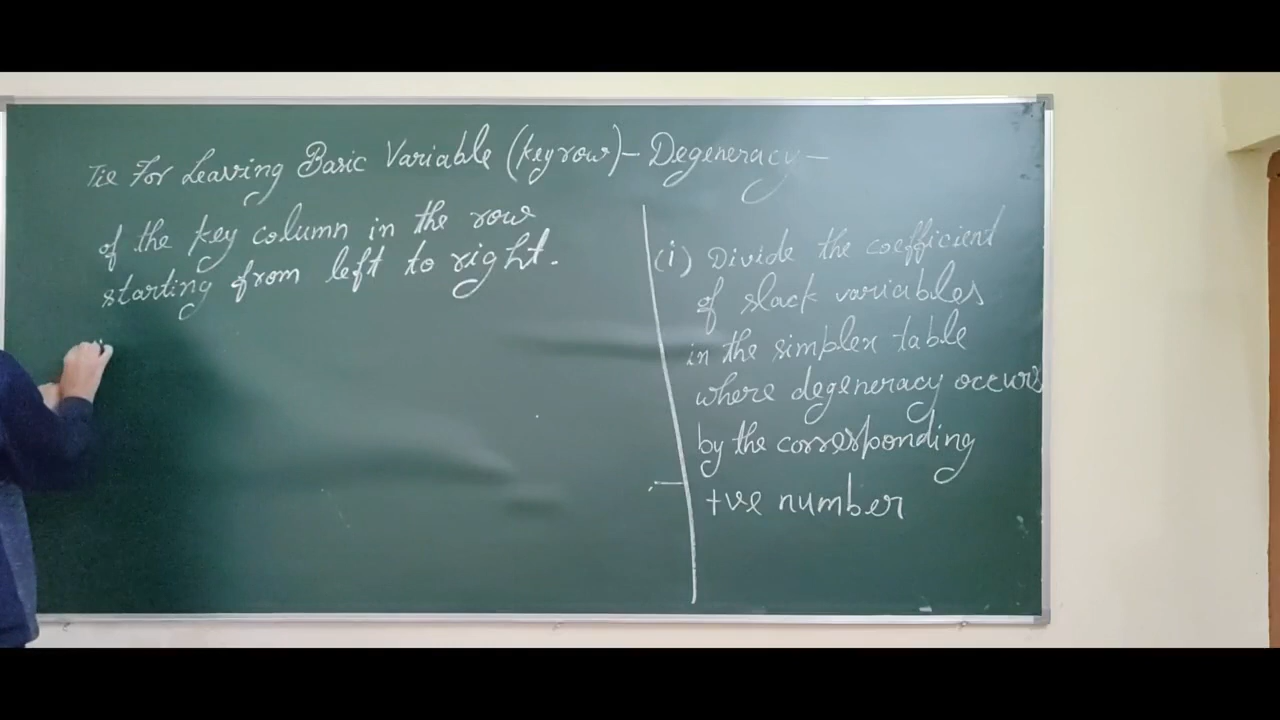 Tie For Leaving Basic Variable (key row) - Degeneracy -
of the key column in the row
starting from left to right.
(i) Divide the coefficient
of slack variables
in the simplex table
where degeneracy occurs
by the corresponding
+ve number